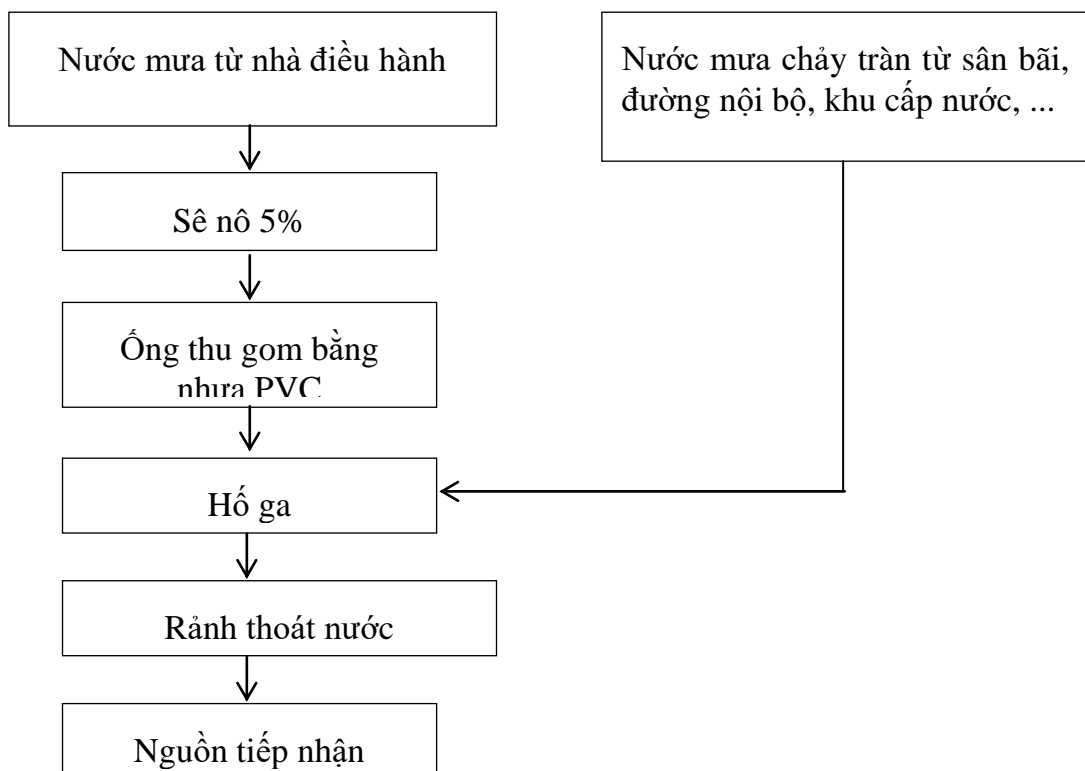 Nước mưa từ nhà điều hành
Nước mưa chảy tràn từ sân bãi,
đường nội bộ, khu cấp nước, ...
Sê nô 5%
Ống thu gom bằng
nhựa PVC
Hố ga
Rảnh thoát nước
Nguồn tiếp nhận